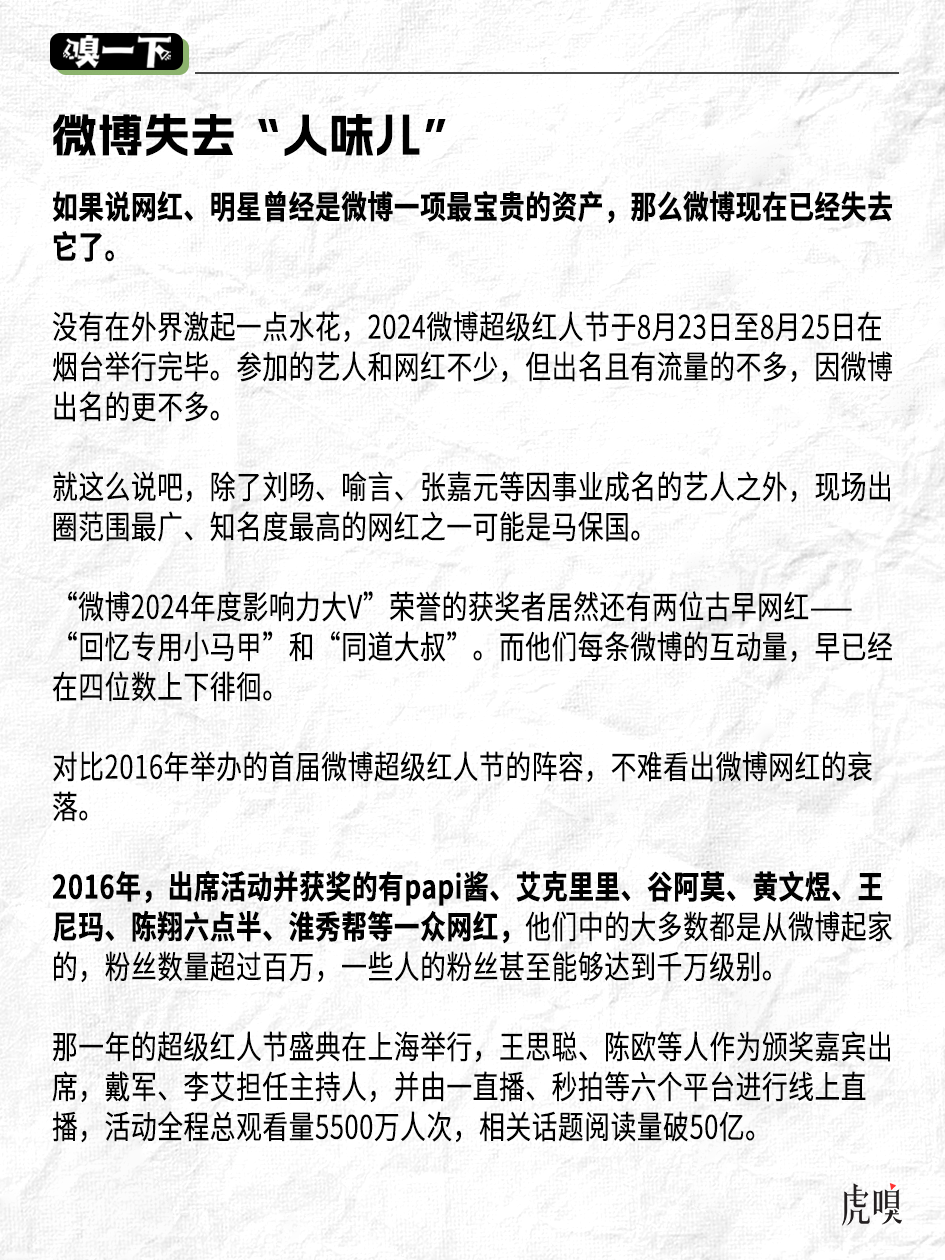 嗅一下
微博失去“人味儿”
如果说网红、明星曾经是微博一项最宝贵的资产，那么微博现在已经失去
它了。
没有在外界激起一点水花，2024微博超级红人节于8月23日至8月25日在
烟台举行完毕。参加的艺人和网红不少，但出名且有流量的不多，因微博
出名的更不多。
就这么说吧，除了刘旸、喻言、张嘉元等因事业成名的艺人之外，现场出
圈范围最广、知名度最高的网红之一可能是马保国。
“微博2024年度影响力大V”荣誉的获奖者居然还有两位古早网红——
“回忆专用小马甲”和“同道大叔”。而他们每条微博的互动量，早已经
在四位数上下徘徊。
对比2016年举办的首届微博超级红人节的阵容，不难看出微博网红的衰
落。
2016年，出席活动并获奖的有papi酱、艾克里里、谷阿莫、黄文煜、王
尼玛、陈翔六点半、淮秀帮等一众网红，他们中的大多数都是从微博起家
的，粉丝数量超过百万，一些人的粉丝甚至能够达到千万级别。
那一年的超级红人节盛典在上海举行，王思聪、陈欧等人作为颁奖嘉宾出
席，戴军、李艾担任主持人，并由一直播、秒拍等六个平台进行线上直
播，活动全程总观看量5500万人次，相关话题阅读量破50亿。
虎嗅